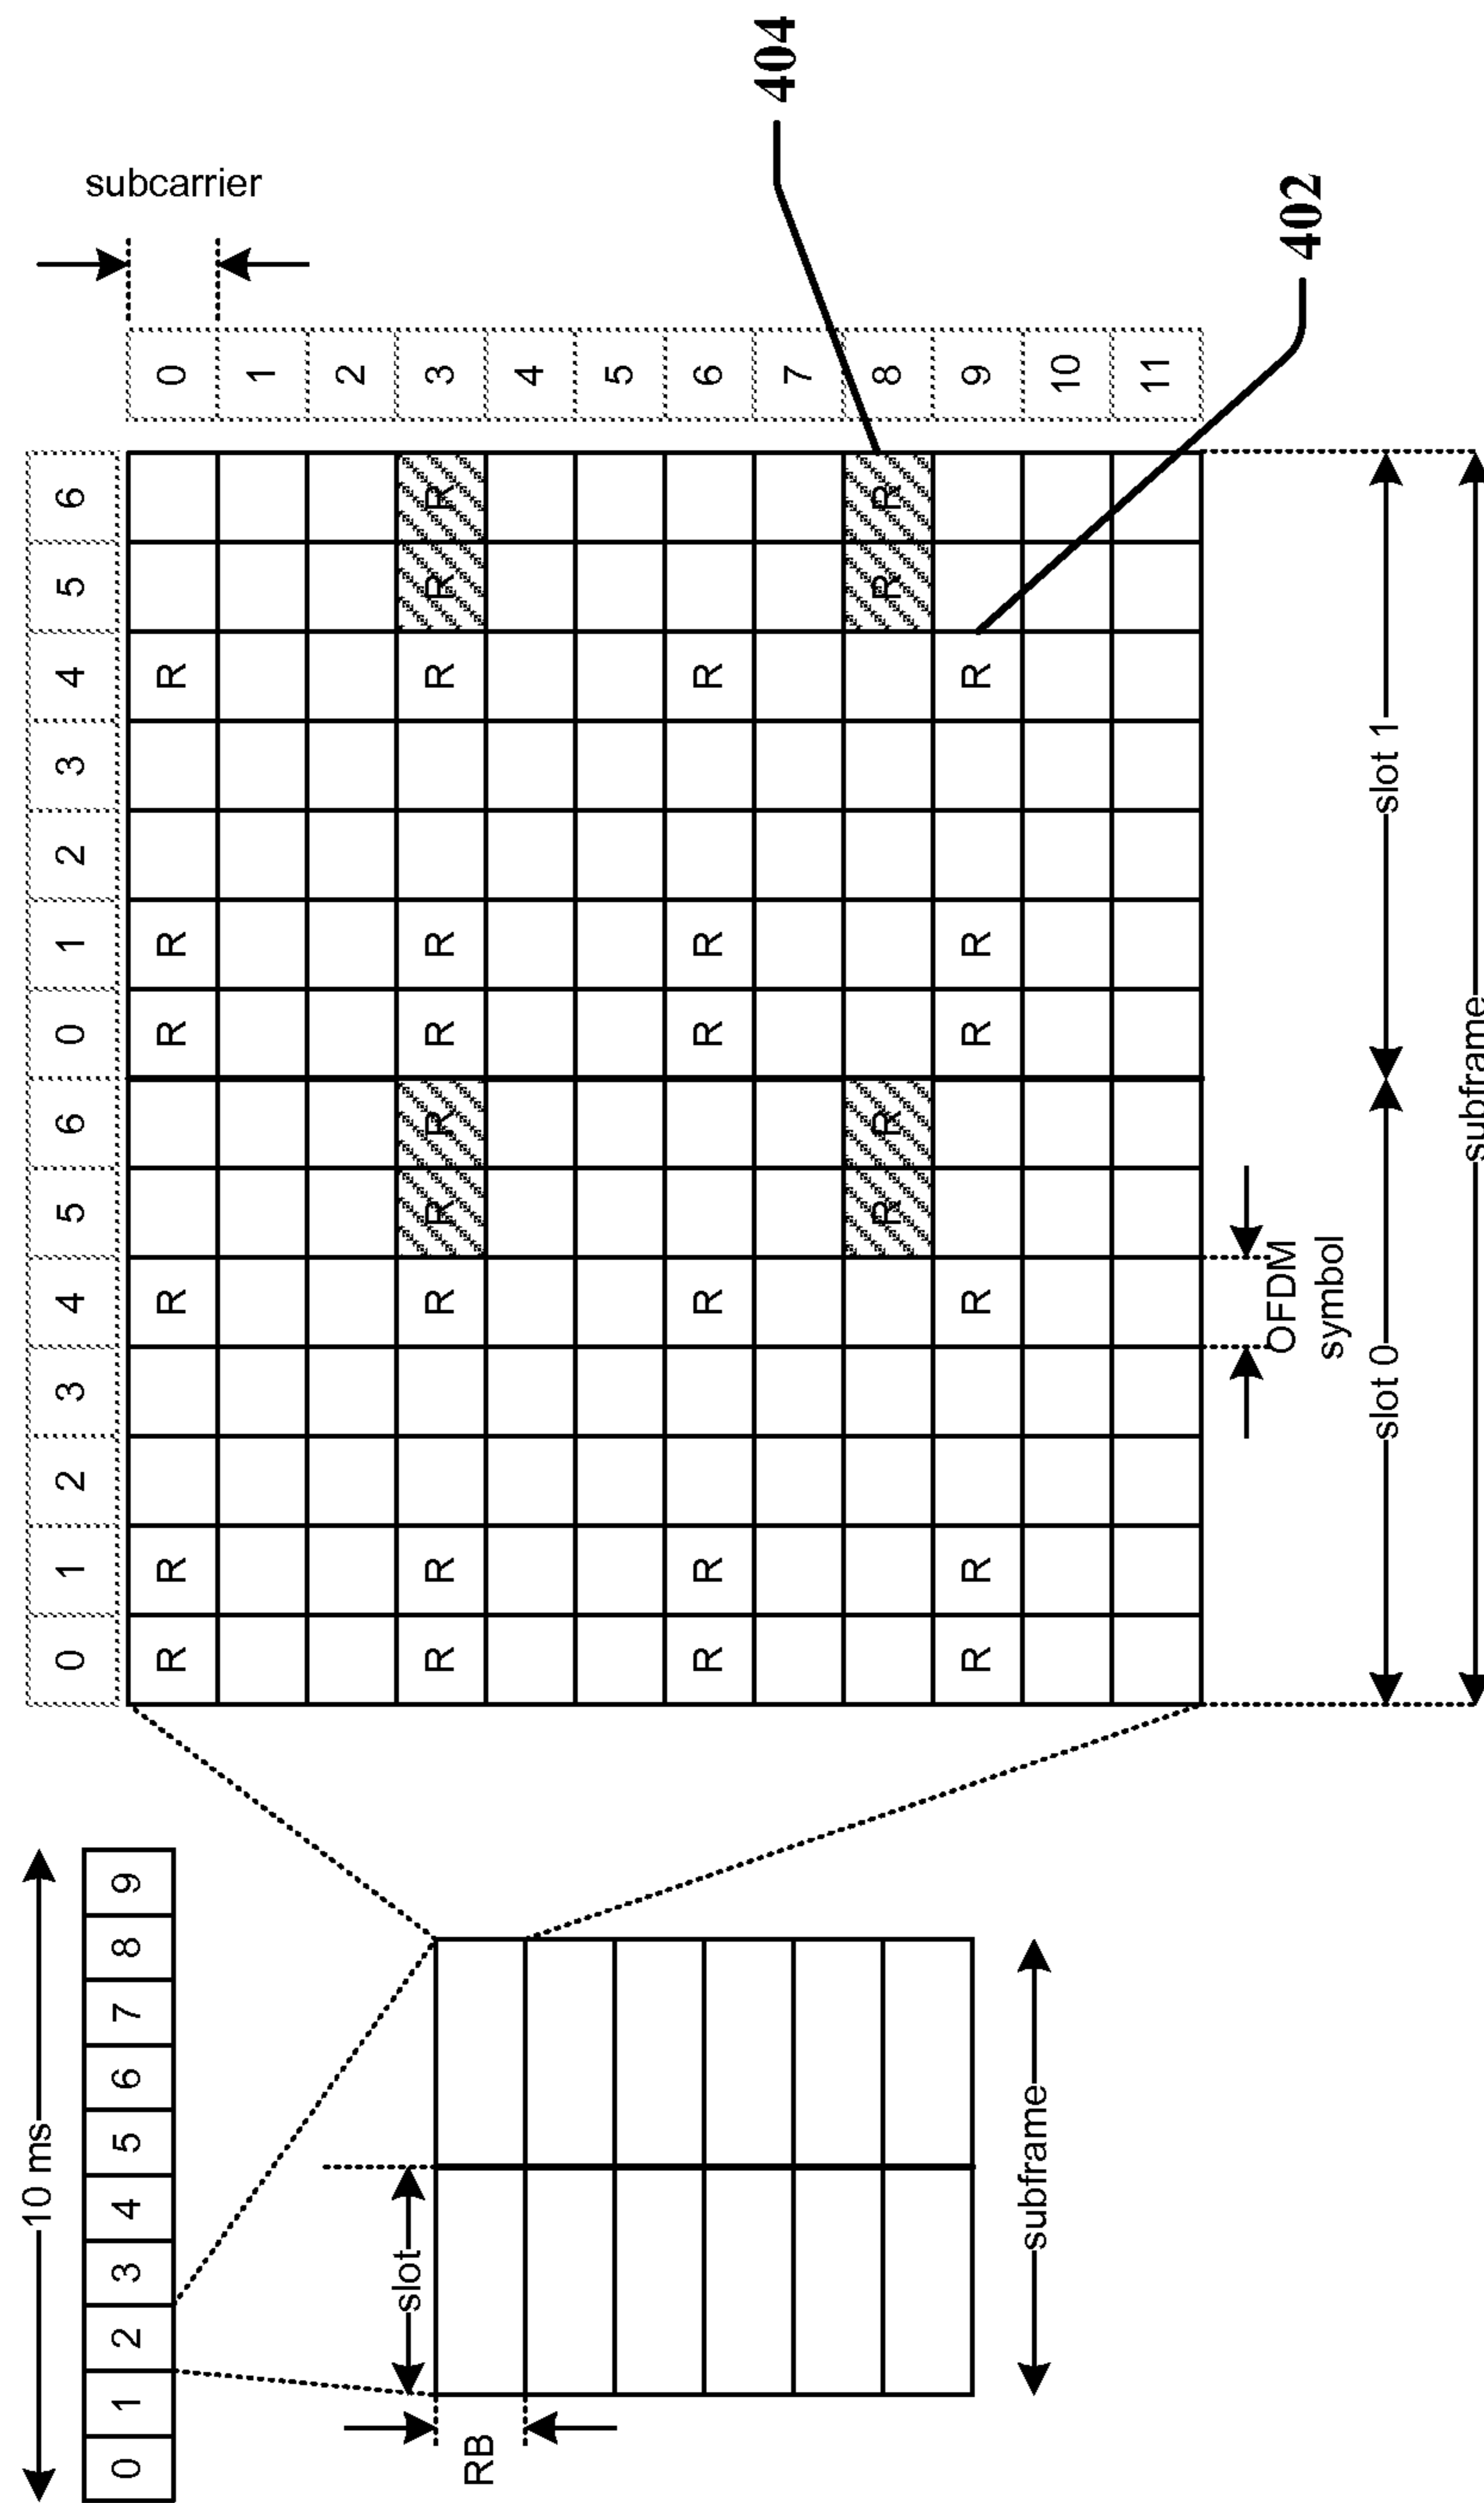 10 ms
0 1 2 3 4 5 6 7 8 9
slot
RB
subframe
0 1 2 3 4 5 6 0 1 2 3 4 5 6
subcarrier
R R R R R R 0
1
2
R R R R R R R R R R 3
4
5
R R R R R R 6
7
R R R R 8
R R R R R R 9
10
11
404
402
OFDM
symbol
slot 0
slot 1
subframe